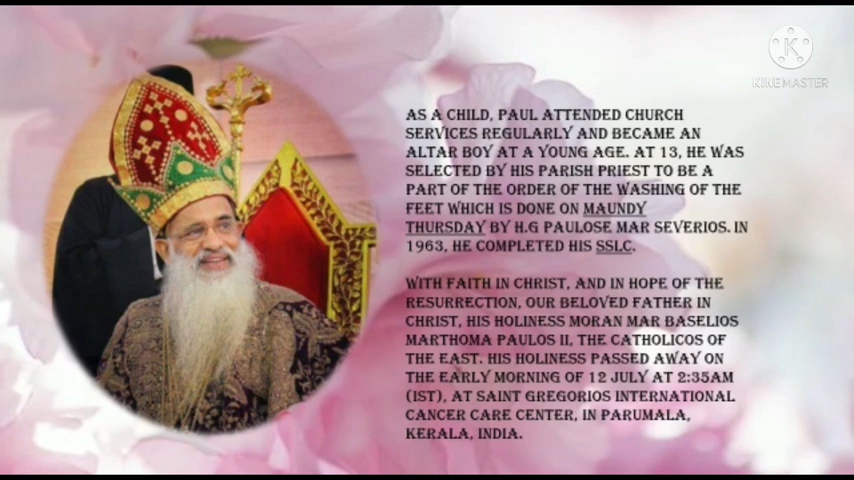 KINEMASTER
AS A CHILD, PAUL ATTENDED CHURCH
SERVICES REGULARLY AND BECAME AN
ALTAR BOY AT A YOUNG AGE. AT 13, HE WAS
SELECTED BY HIS PARISH PRIEST TO BE A
PART OF THE ORDER OF THE WASHING OF THE
FEET WHICH IS DONE ON MAUNDY
THURSDAY BY H.G PAULOSE MAR SEVERIOS. IN
1963, HE COMPLETED HIS SSLC.
WITH FAITH IN CHRIST, AND IN HOPE OF THE
RESURRECTION, OUR BELOVED FATHER IN
CHRIST, HIS HOLINESS MORAN MAR BASELIOS
MARTHOMA PAULOS II, THE CATHOLICOS OF
THE EAST. HIS HOLINESS PASSED AWAY ON
THE EARLY MORNING OF 12 JULY AT 2:35AM
(IST), AT SAINT GREGORIOS INTERNATIONAL
CANCER CARE CENTER, IN PARUMALA,
KERALA, INDIA.